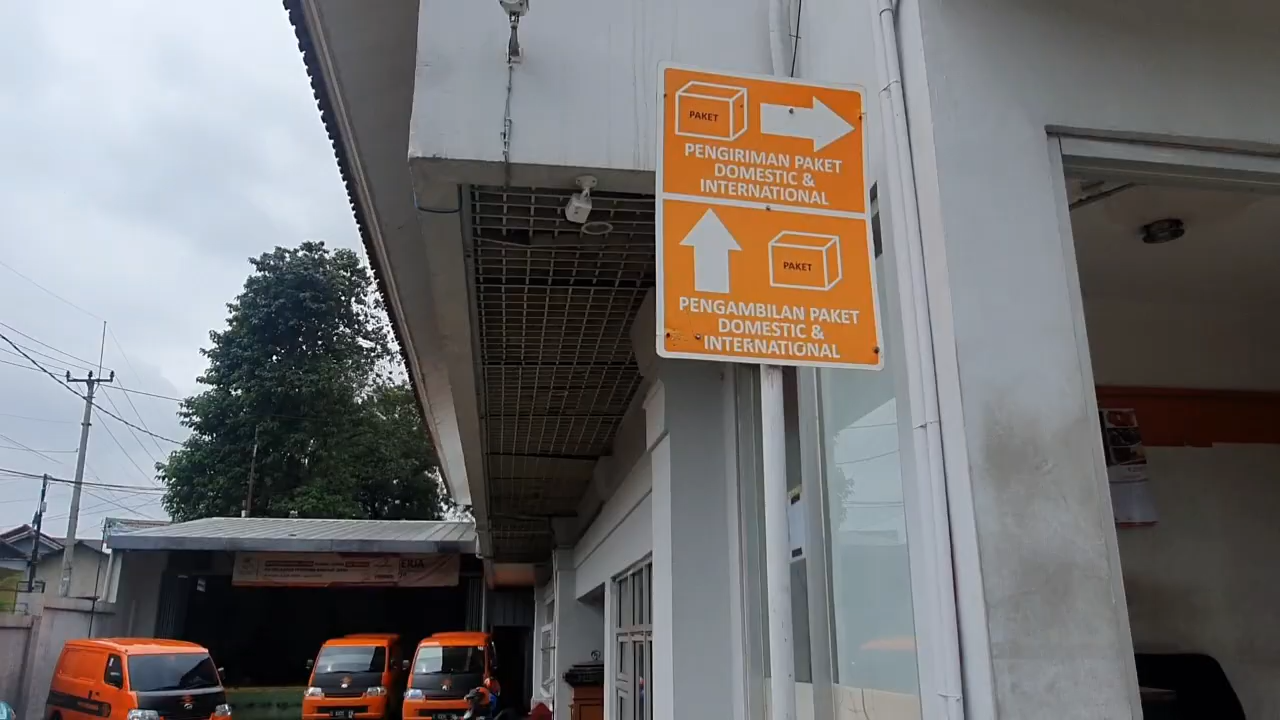 PAKET
PENGIRIMAN PAKET
DOMESTIC &
INTERNATIONAL
PAKET
PENGAMBILAN PAKET
DOMESTIC &
INTERNATIONAL